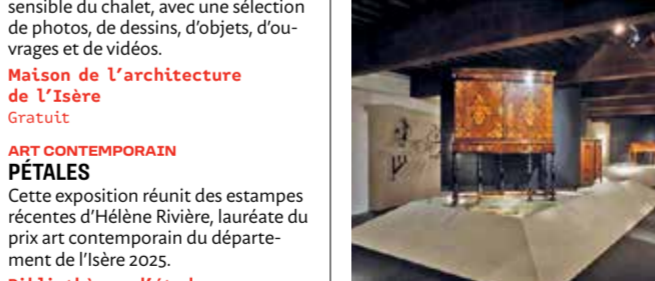 sensible du chalet, avec une sélection
de photos, de dessins, d'objets, d'ou-
vrages et de vidéos.
Maison de l'architecture
de l'Isère
Gratuit
ART CONTEMPORAIN
PÉTALES
Cette exposition réunit des estampes
récentes d'Hélène Rivière, lauréate du
prix art contemporain du départe-
ment de l'Isère 2025.